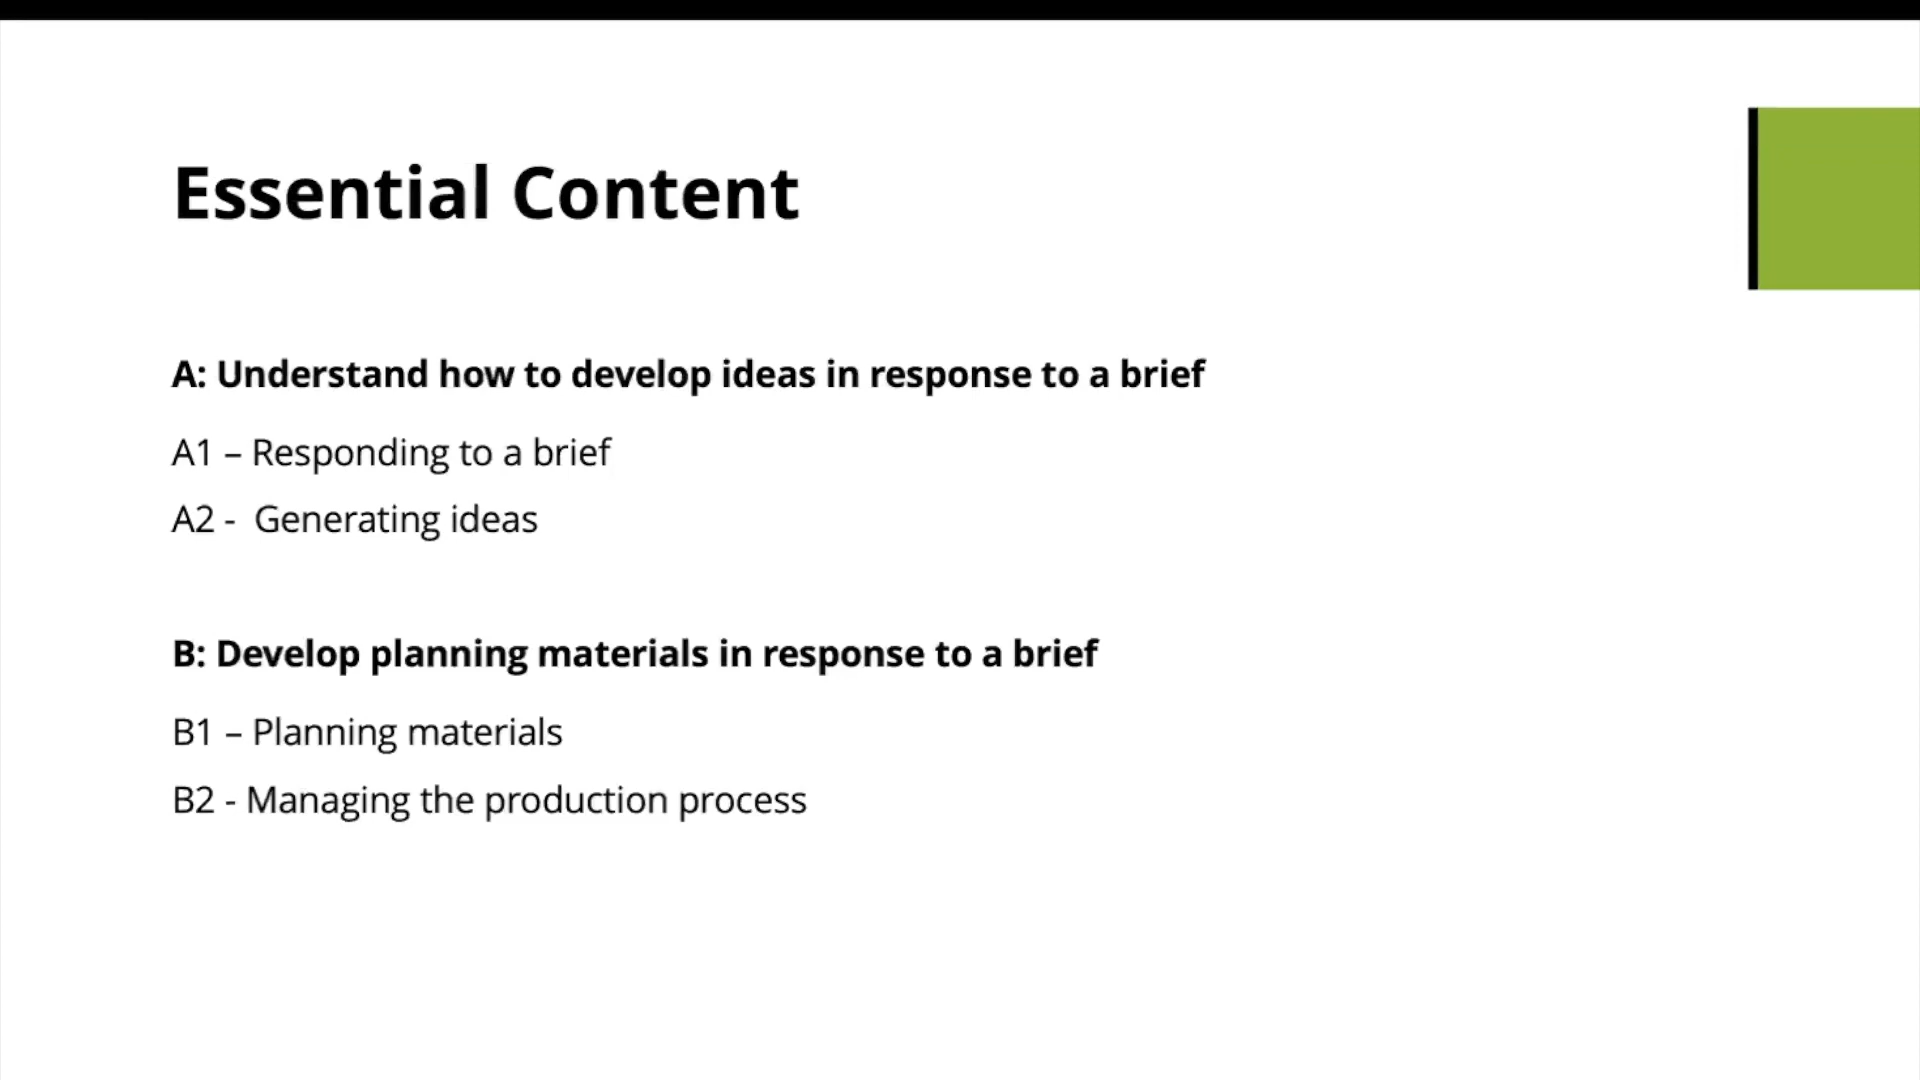 Essential Content
A: Understand how to develop ideas in response to a brief
A1 – Responding to a brief
A2 -  Generating ideas
B: Develop planning materials in response to a brief
B1 – Planning materials
B2 - Managing the production process